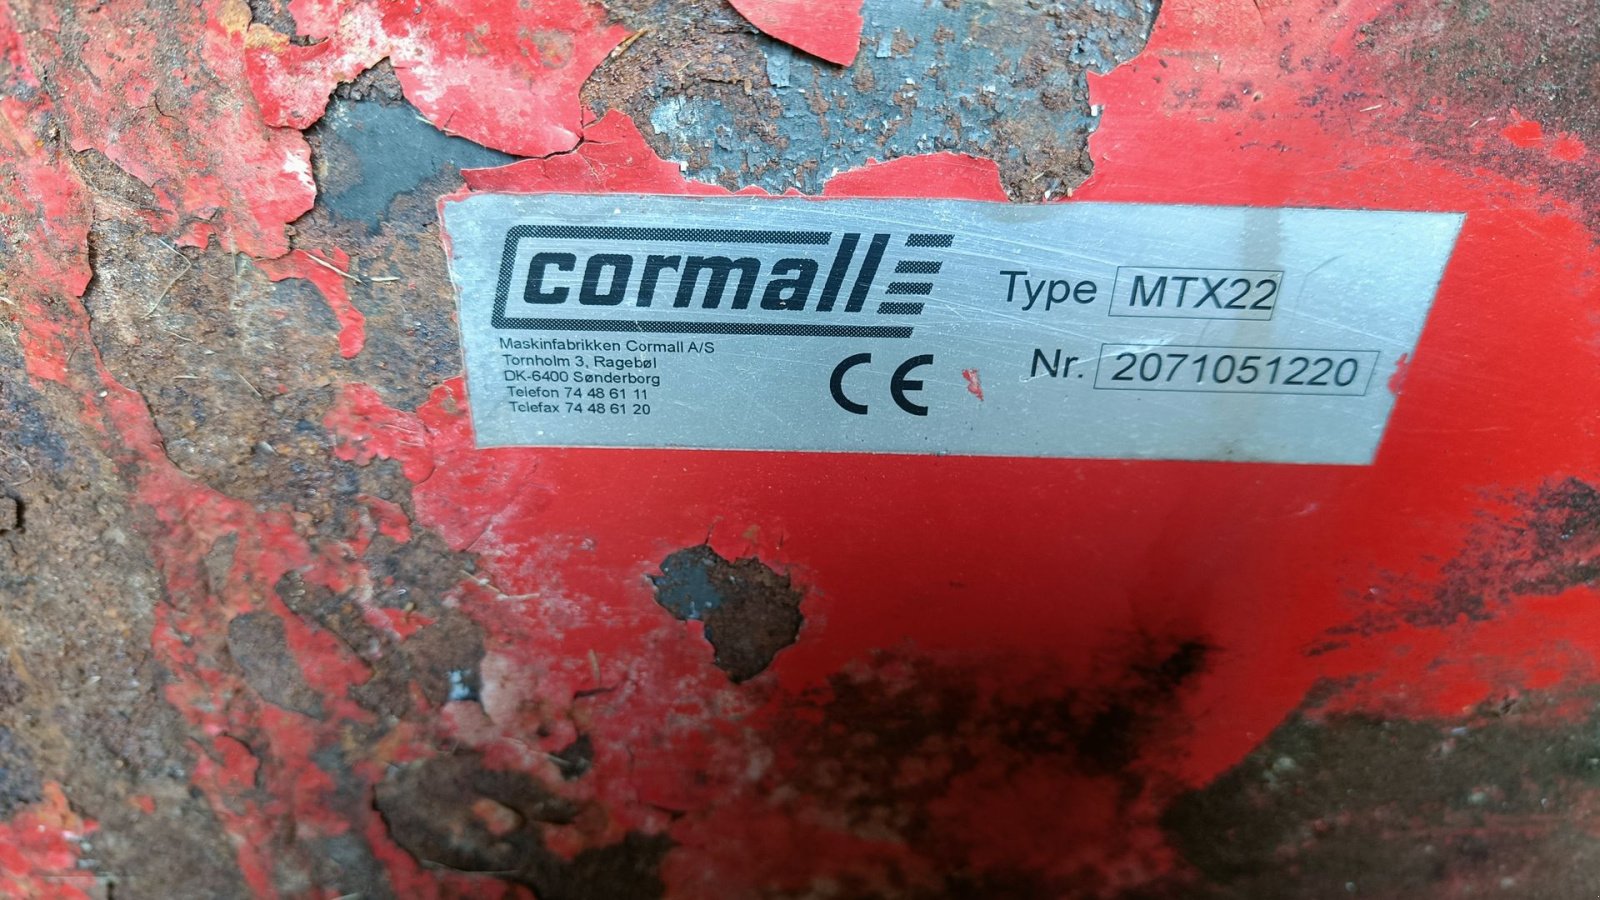 cormall
Type MTX22
Nr. 2071051220
Maskinfabrikken Cormall A/S
Tornholm 3, Ragebøl
DK-6400 Sønderborg
Telefon 74 48 61 11
Telefax 74 48 61 20
CE